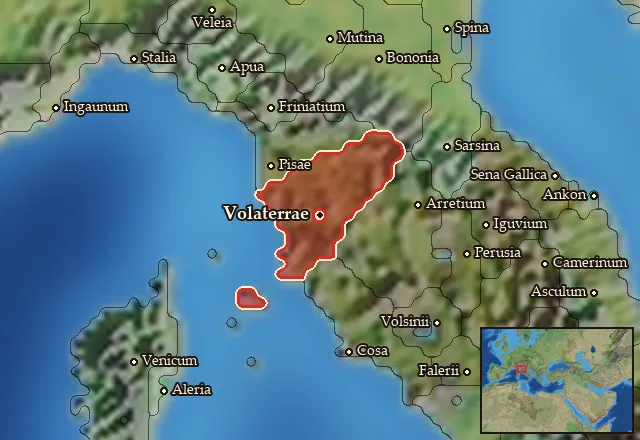 Veleia
Spina
Mutina
Stalia
Bononia
Apua
Ingaunum
Friniatium
Sarsina
Pisae
Sena Gallica
Ankon
Arretium
Volaterrae
Iguvium
Perusia
Camerinum
Asculum
Volsinii
Cosa
Venicum
Falerii
Aleria